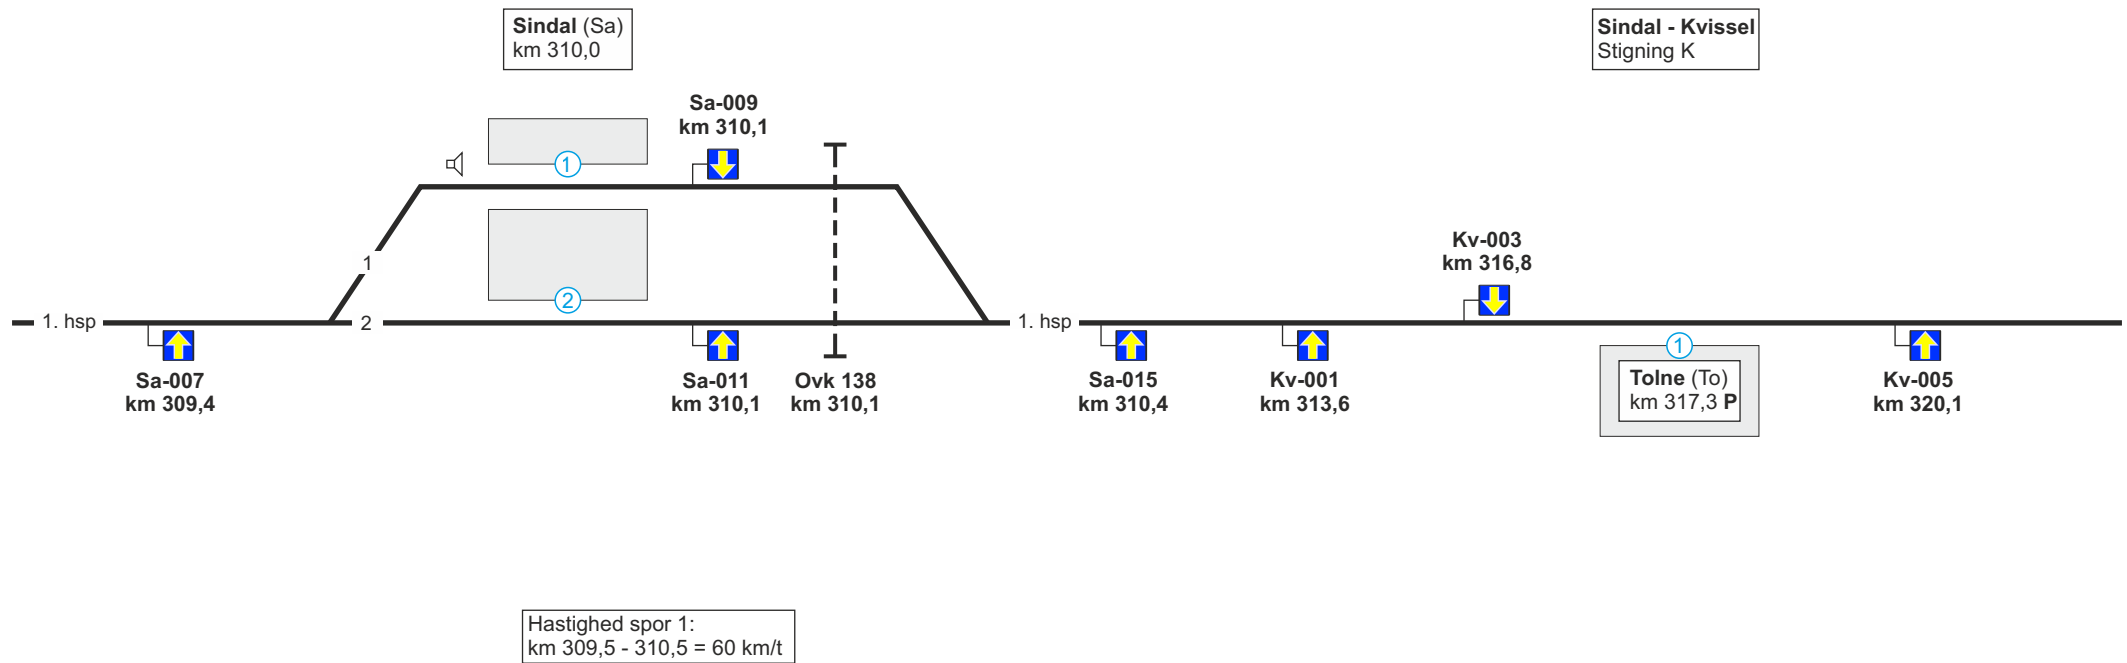 Sindal (Sa)
km 310,0
Sindal - Kvissel
Stigning K
Sa-009
km 310,1
1
1
2
Kv-003
km 316,8
1. hsp
2
1. hsp
1
Sa-007
km 309,4
Sa-011
km 310,1
Ovk 138
km 310,1
Sa-015
km 310,4
Kv-001
km 313,6
Tolne (To)
km 317,3 P
Kv-005
km 320,1
Hastighed spor 1:
km 309,5 - 310,5 = 60 km/t